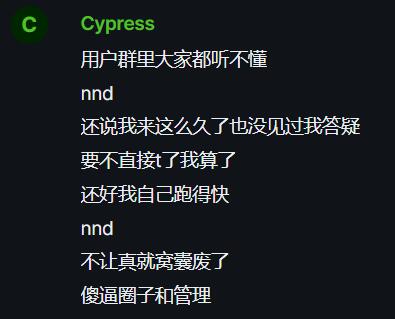 C
Cypress
用户群里大家都听不懂
nnd
还说我来这么久了也没见过我答疑
要不直接t了我算了
还好我自己跑得快
nnd
不让真就窝囊废了
傻逼圈子和管理